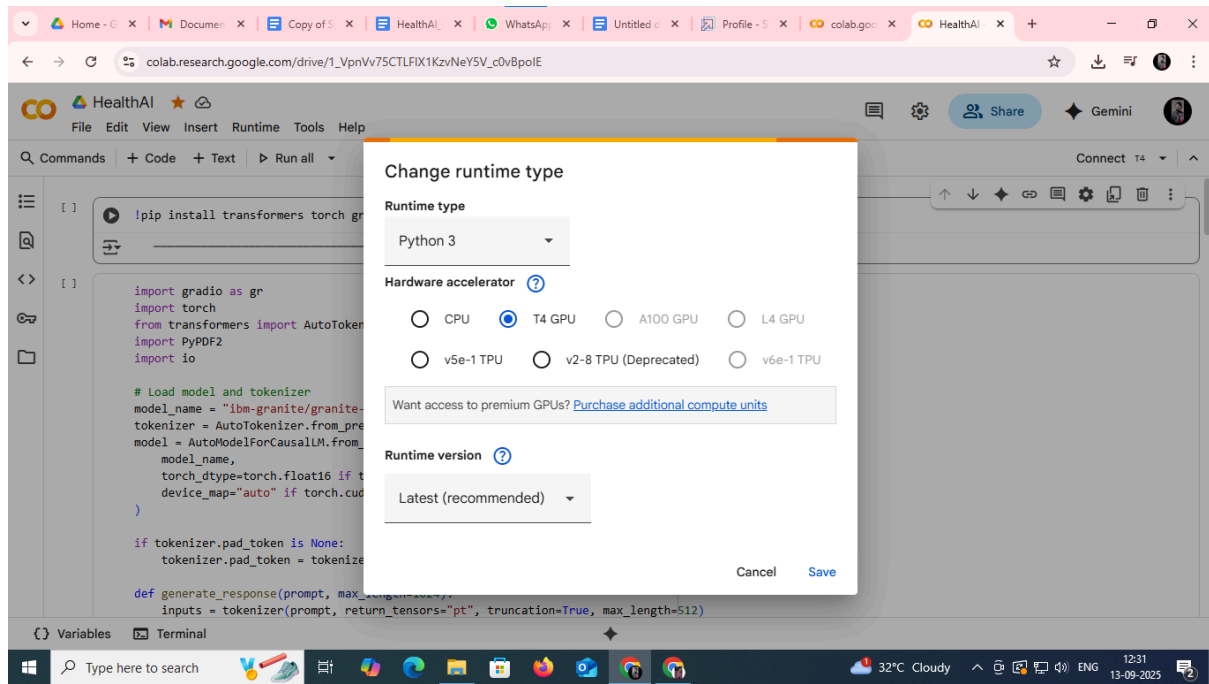 Home - G
Documen
Copy of S
HealthAI_
WhatsApp
Untitled d
Profile - S
colab.goo
HealthAI -
colab.research.google.com/drive/1_VpnVv75CTLFlX1KzvNeY5V_c0vBpolE
HealthAI
File Edit View Insert Runtime Tools Help
Share
Gemini
Commands + Code + Text Run all
Connect T4
[ ] !pip install transformers torch gr
[ ] import gradio as gr
import torch
from transformers import AutoToken
import PyPDF2
import io
# Load model and tokenizer
model_name = "ibm-granite/granite-
tokenizer = AutoTokenizer.from_pre
model = AutoModelForCausalLM.from_
model_name,
torch_dtype=torch.float16 if t
device_map="auto" if torch.cud
)
if tokenizer.pad_token is None:
tokenizer.pad_token = tokenize
def generate_response(prompt, max_length=1024):
inputs = tokenizer(prompt, return_tensors="pt", truncation=True, max_length=512)
Change runtime type
Runtime type
Python 3
Hardware accelerator
CPU T4 GPU A100 GPU L4 GPU
v5e-1 TPU v2-8 TPU (Deprecated) v6e-1 TPU
Want access to premium GPUs? Purchase additional compute units
Runtime version
Latest (recommended)
Cancel Save
Variables Terminal
Type here to search
32°C Cloudy
ENG
12:31
13-09-2025
2